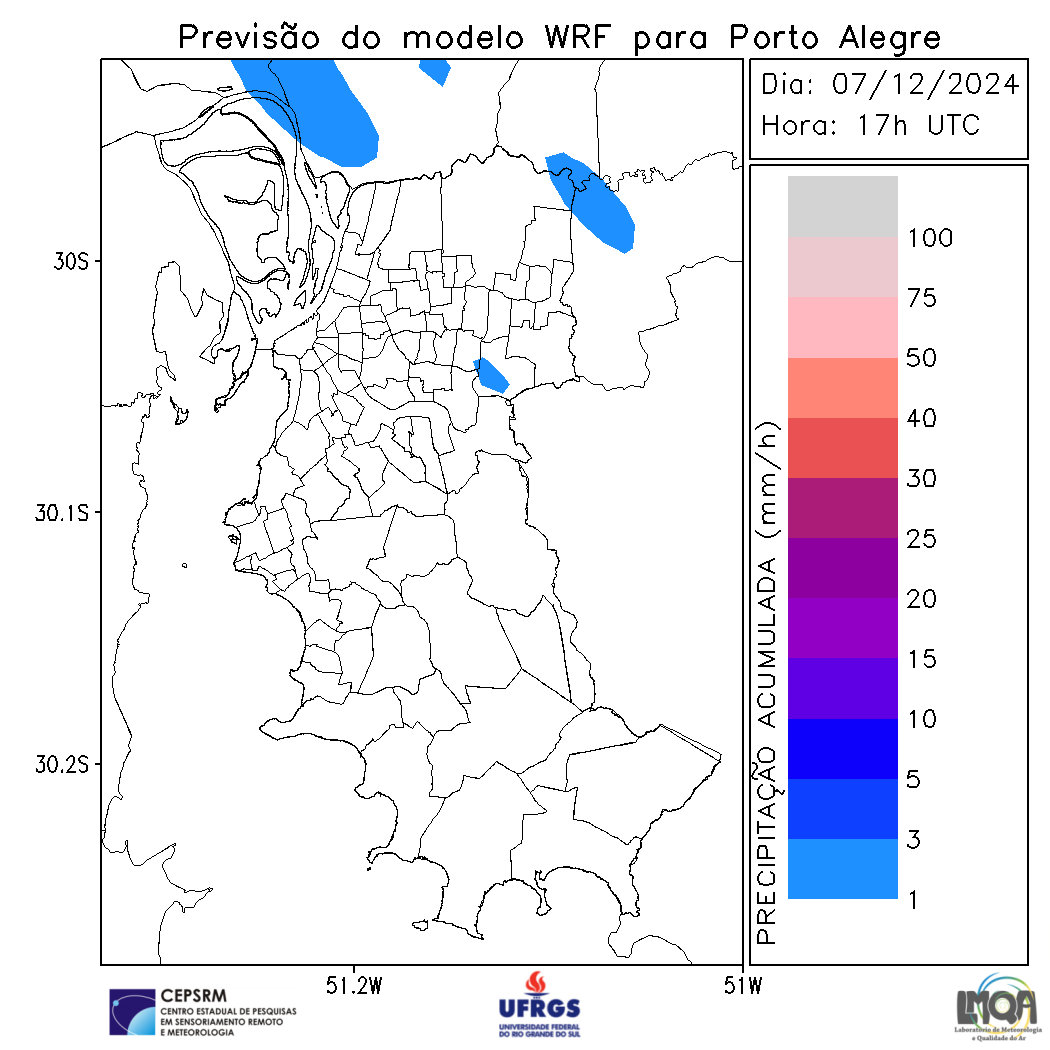 Previsão do modelo WRF para Porto Alegre
Dia: 07/12/2024
Hora: 17h UTC
30S
30.1S
30.2S
51.2W
51W
PRECIPITAÇÃO ACUMULADA (mm/h)
100
75
50
40
30
25
20
15
10
5
3
1
CEPSRM
CENTRO ESTADUAL DE PESQUISAS
EM SENSORIAMENTO REMOTO
E METEOROLOGIA
UFRGS
UNIVERSIDADE FEDERAL
DO RIO GRANDE DO SUL
LMQA
Laboratório de Meteorologia
e Qualidade do Ar